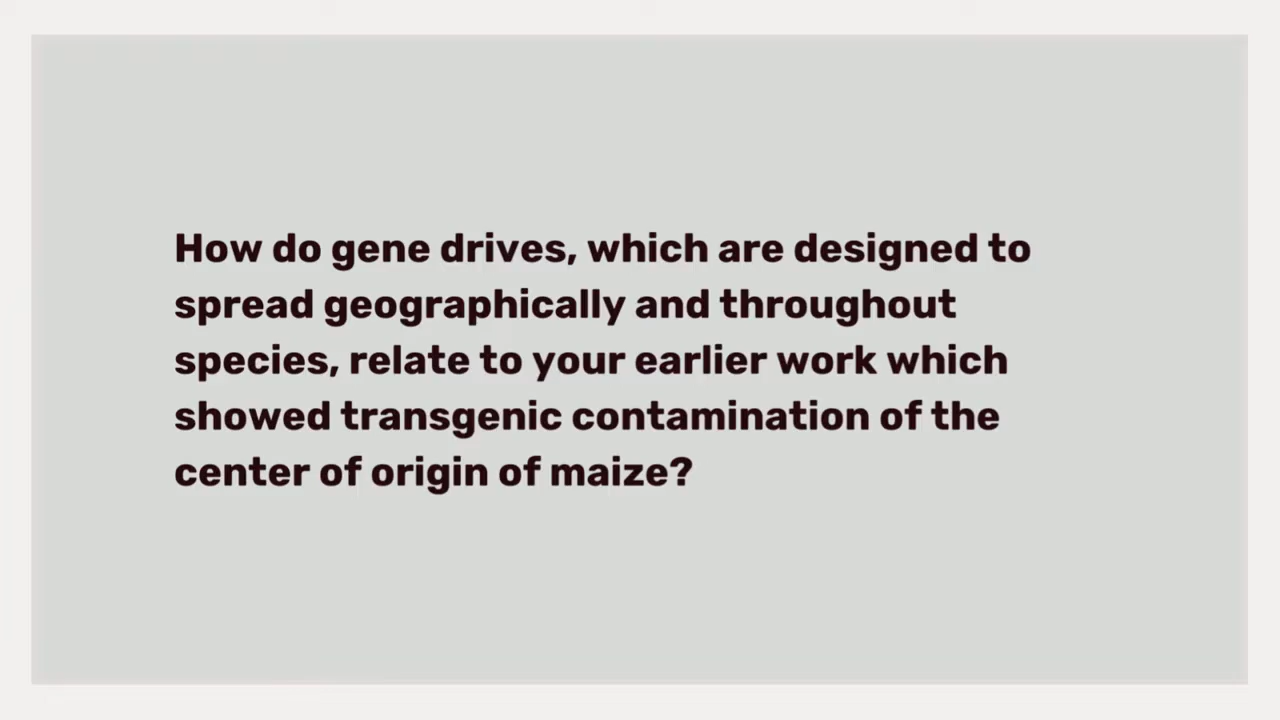 How do gene drives, which are designed to
spread geographically and throughout
species, relate to your earlier work which
showed transgenic contamination of the
center of origin of maize?